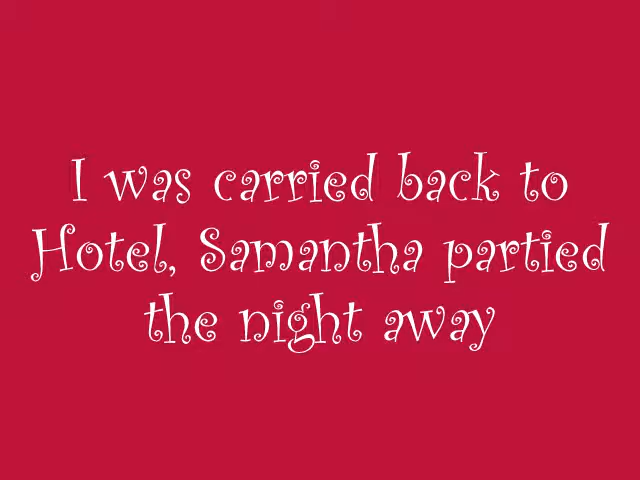 I was carried back to
Hotel, Samantha partied
the night away